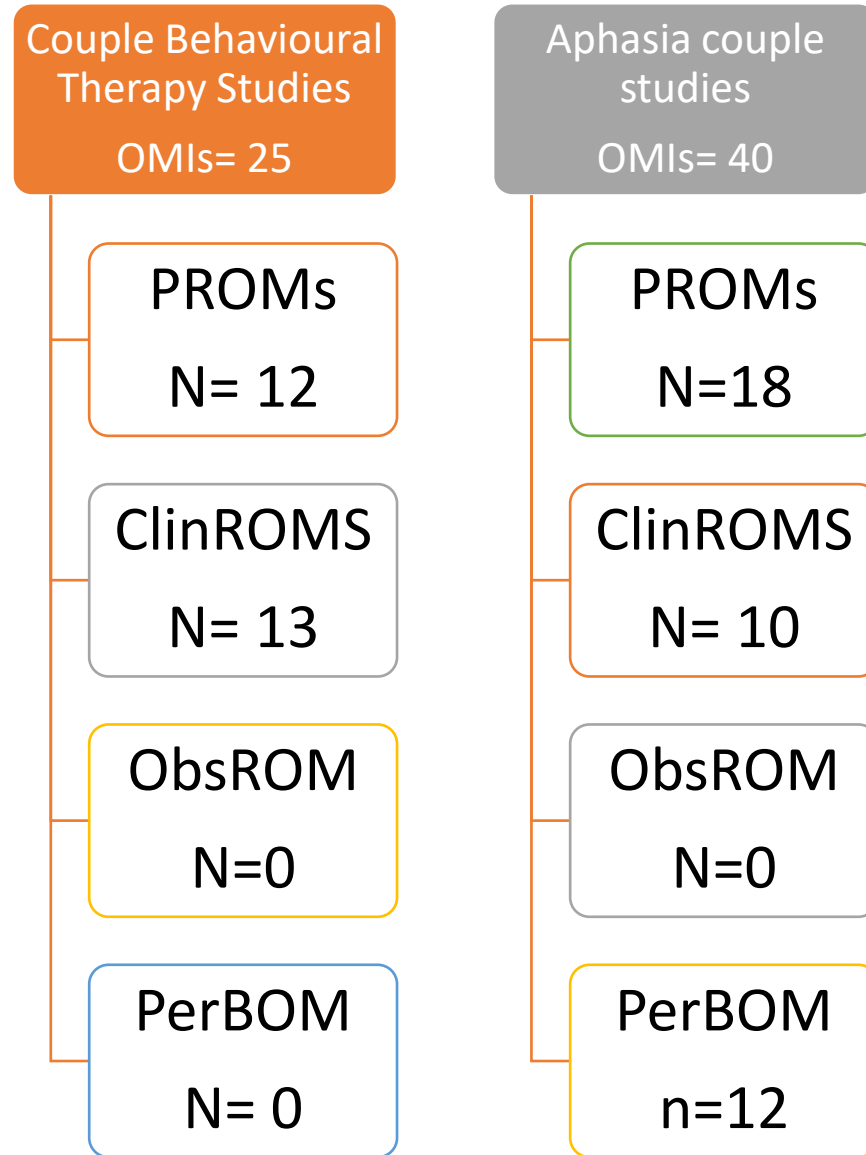 Couple Behavioural
Therapy Studies
OMIs= 25
PROMs
N= 12
ClinROMS
N= 13
ObsROM
N=0
PerBOM
N= 0
Aphasia couple
studies
OMIs= 40
PROMs
N=18
ClinROMS
N= 10
ObsROM
N=0
PerBOM
n=12